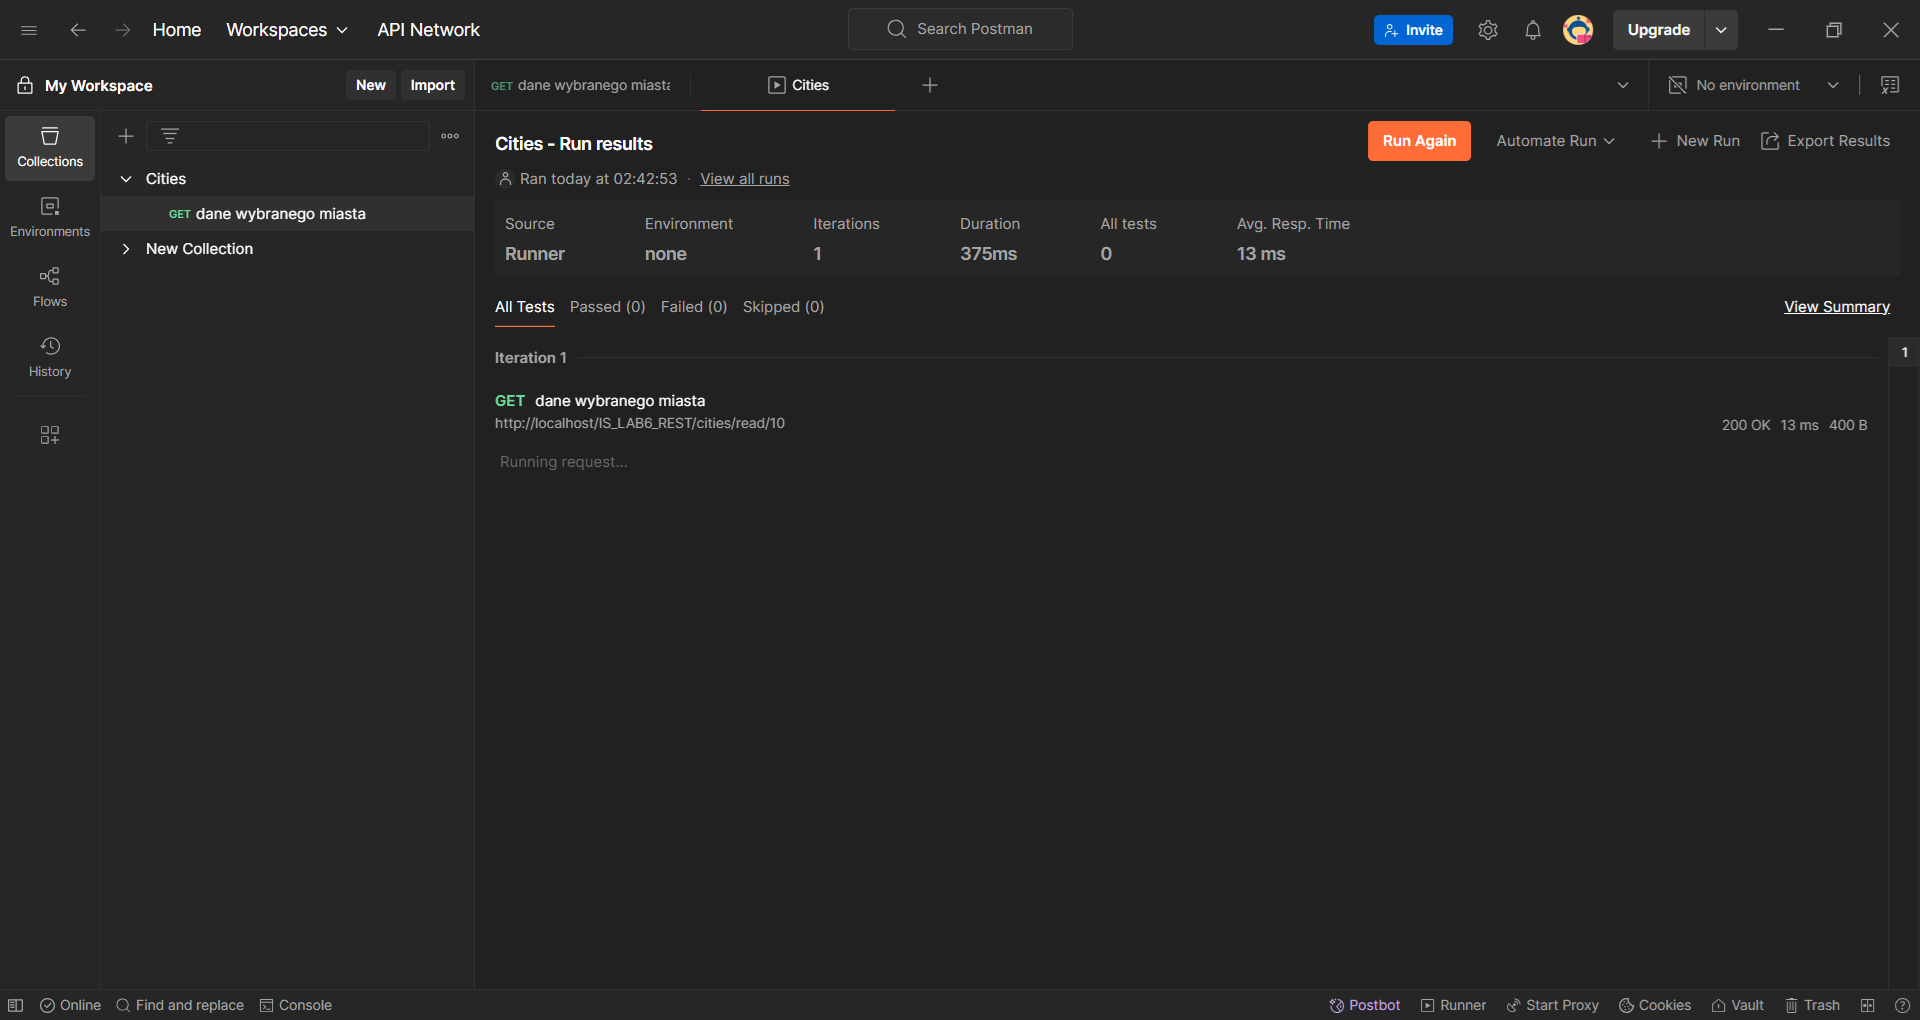 Home Workspaces API Network Search Postman Invite Upgrade
My Workspace New Import GET dane wybranego miasta Cities No environment
Collections
Environments
Flows
History
Cities
GET dane wybranego miasta
New Collection
Cities - Run results Run Again Automate Run New Run Export Results
Ran today at 02:42:53 · View all runs
Source Environment Iterations Duration All tests Avg. Resp. Time
Runner none 1 375ms 0 13 ms
All Tests Passed (0) Failed (0) Skipped (0) View Summary
Iteration 1 1
GET dane wybranego miasta
http://localhost/IS_LAB6_REST/cities/read/10 200 OK 13 ms 400 B
Running request...
Online Find and replace Console Postbot Runner Start Proxy Cookies Vault Trash